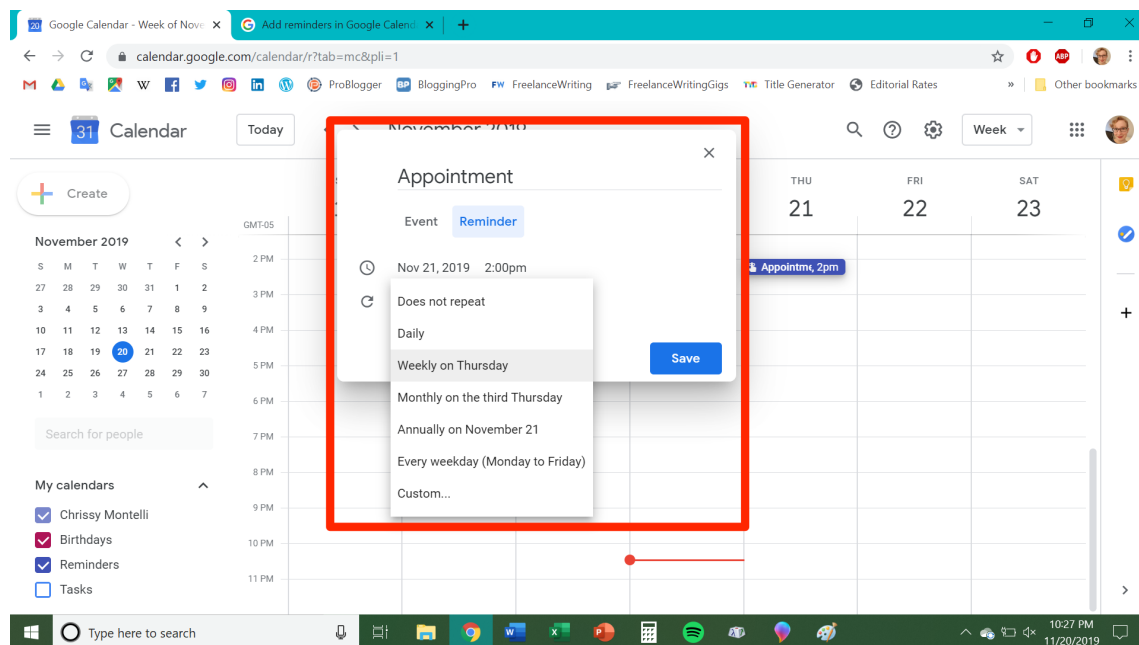 Google Calendar - Week of Nove
Add reminders in Google Calend
calendar.google.com/calendar/r?tab=mc&pli=1
ABP
ProBlogger
BP BloggingPro
FW FreelanceWriting
FreelanceWritingGigs
Title Generator
Editorial Rates
»
Other bookmarks
31 Calendar
Today
November 2019
Week
Create
Appointment
Event Reminder
Nov 21, 2019 2:00pm
Does not repeat
Daily
Weekly on Thursday
Monthly on the third Thursday
Annually on November 21
Every weekday (Monday to Friday)
Custom...
Save
THU FRI SAT
21 22 23
GMT-05
Appointme, 2pm
2 PM
3 PM
4 PM
5 PM
6 PM
7 PM
8 PM
9 PM
10 PM
11 PM
November 2019
S M T W T F S
27 28 29 30 31 1 2
3 4 5 6 7 8 9
10 11 12 13 14 15 16
17 18 19 20 21 22 23
24 25 26 27 28 29 30
1 2 3 4 5 6 7
Search for people
My calendars
Chrissy Montelli
Birthdays
Reminders
Tasks
Type here to search
10:27 PM
11/20/2019